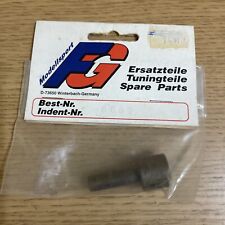 Modellsport
FG
Ersatzteile
Tuningteile
Spare Parts
D-73650 Winterbach-Germany
Best-Nr.
Indent-Nr.